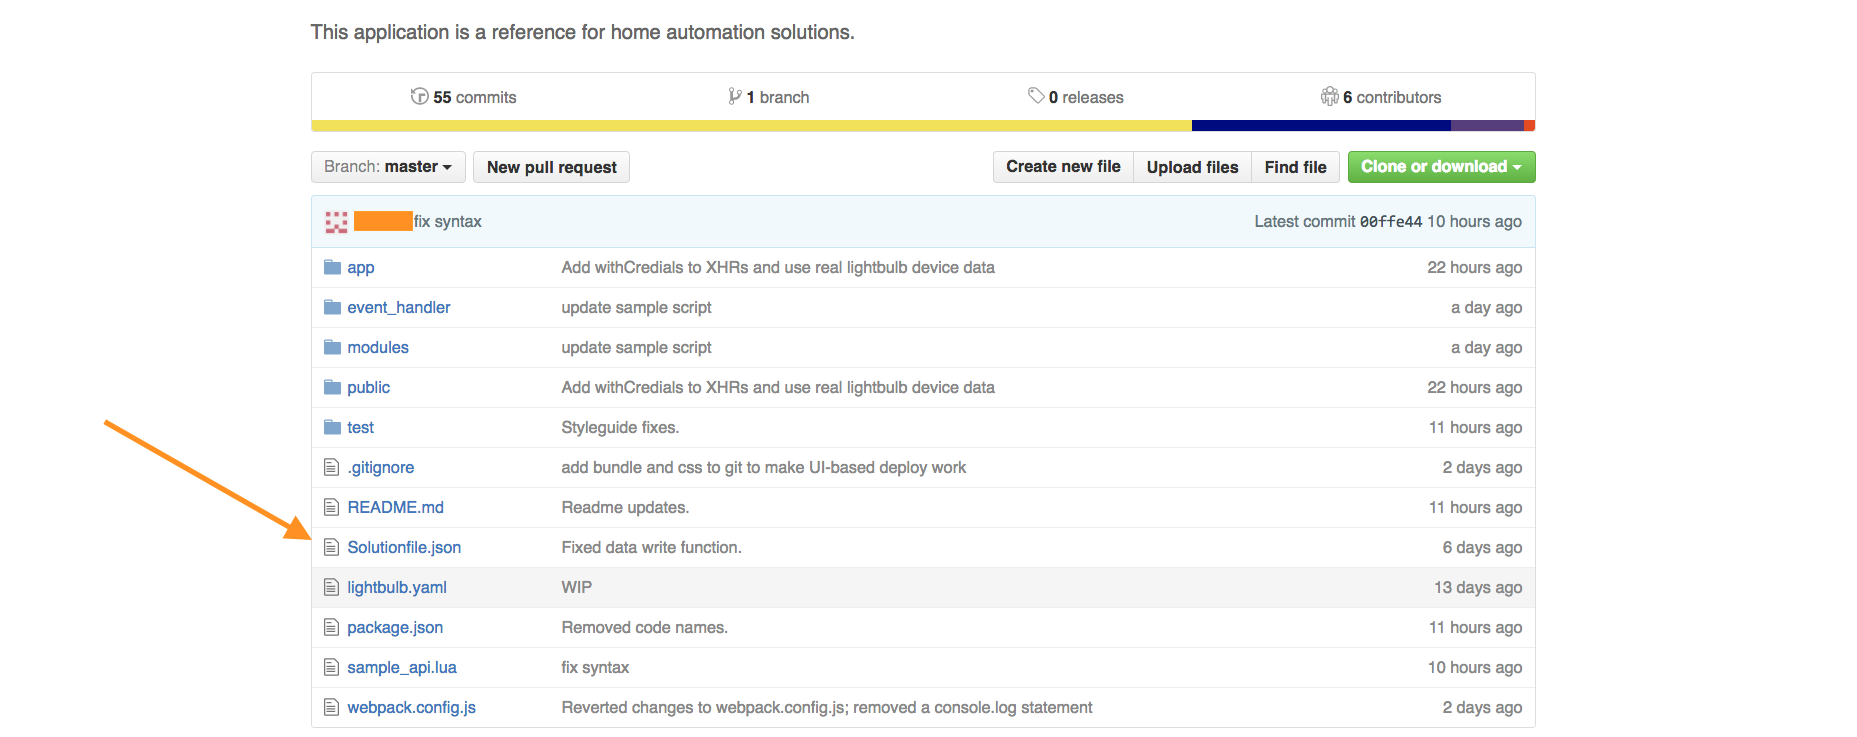 This application is a reference for home automation solutions.
55 commits 1 branch 0 releases 6 contributors
Branch: master New pull request Create new file Upload files Find file Clone or download
fix syntax Latest commit 00ffe44 10 hours ago
app Add withCredials to XHRs and use real lightbulb device data 22 hours ago
event_handler update sample script a day ago
modules update sample script a day ago
public Add withCredials to XHRs and use real lightbulb device data 22 hours ago
test Styleguide fixes. 11 hours ago
.gitignore add bundle and css to git to make UI-based deploy work 2 days ago
README.md Readme updates. 11 hours ago
Solutionfile.json Fixed data write function. 6 days ago
lightbulb.yaml WIP 13 days ago
package.json Removed code names. 11 hours ago
sample_api.lua fix syntax 10 hours ago
webpack.config.js Reverted changes to webpack.config.js; removed a console.log statement 2 days ago